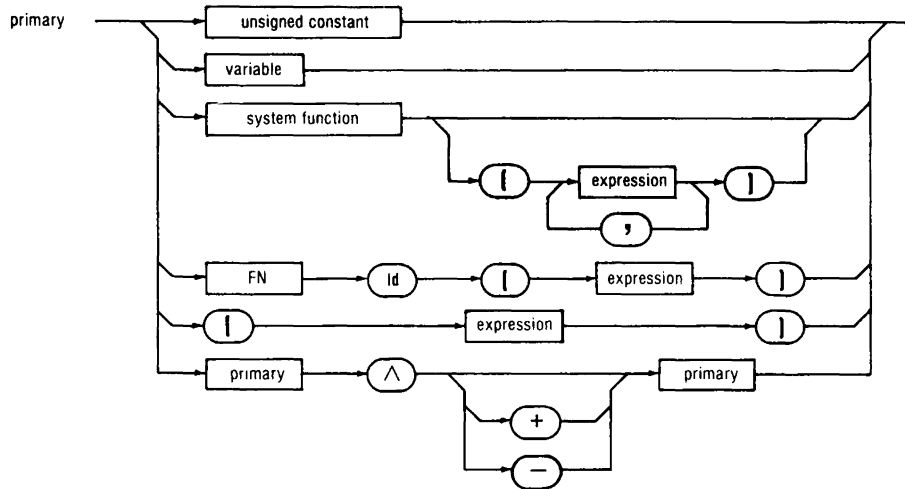 primary
unsigned constant
variable
system function
[ expression ]
,
FN Id [ expression ]
[ expression ]
primary ^ primary
+
−